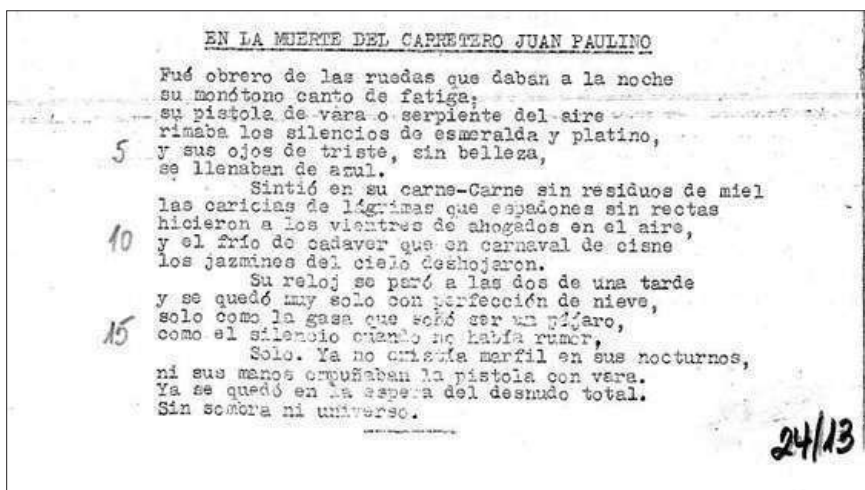 EN LA MUERTE DEL CARRETERO JUAN PAULINO
Fué obrero de las ruedas que daban a la noche
su monótono canto de fatiga;
su pistola de vara o serpiente del aire
rimaba los silencios de esmeralda y platino,
5 y sus ojos de triste, sin belleza,
se llenaban de azul.
Sintió en su carne-Carne sin residuos de miel
las caricias de lágrimas que espadones sin rectas
hicieron a los vientres de ahogados en el aire,
10 y el frío de cadaver que en carnaval de cisne
los jazmines del cielo deshojaron.
Su reloj se paró a las dos de una tarde
y se quedó muy solo con perfección de nieve,
solo como la gasa que soñó ser un pájaro,
15 como el silencio cuando no había rumor,
Solo. Ya no existía marfil en sus nocturnos,
ni sus manos empuñaban la pistola con vara.
Ya se quedó en la espera del desnudo total.
Sin sombra ni universo.
24/13